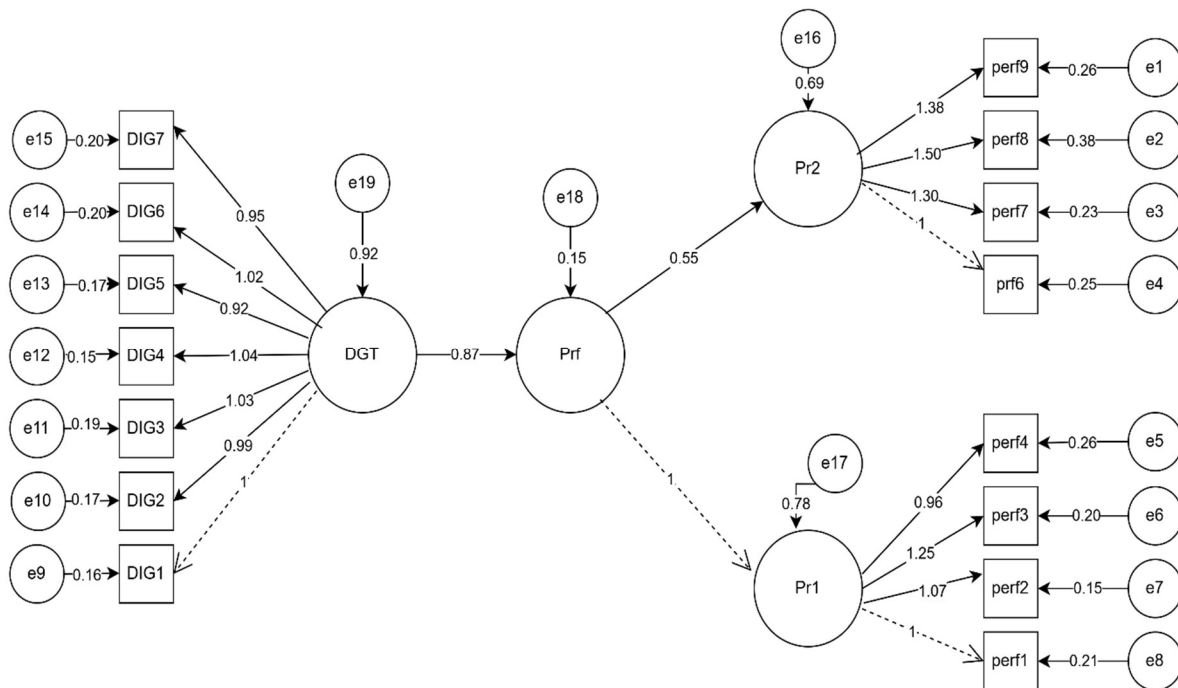 e16
0.69
perf9
0.26
e1
1.38
e15
0.20
DIG7
perf8
0.38
e2
1.50
Pr2
e19
e18
e14
0.20
DIG6
0.95
1.30
perf7
0.23
e3
1
0.92
0.15
0.55
e13
0.17
DIG5
1.02
prf6
0.25
e4
0.92
e12
0.15
DIG4
1.04
DGT
0.87
Prf
1.03
e11
0.19
DIG3
0.99
perf4
0.26
e5
e17
1
1.
0.78
0.96
e10
0.17
DIG2
perf3
0.20
e6
1.25
e9
0.16
DIG1
Pr1
1.07
perf2
0.15
e7
1.
perf1
0.21
e8